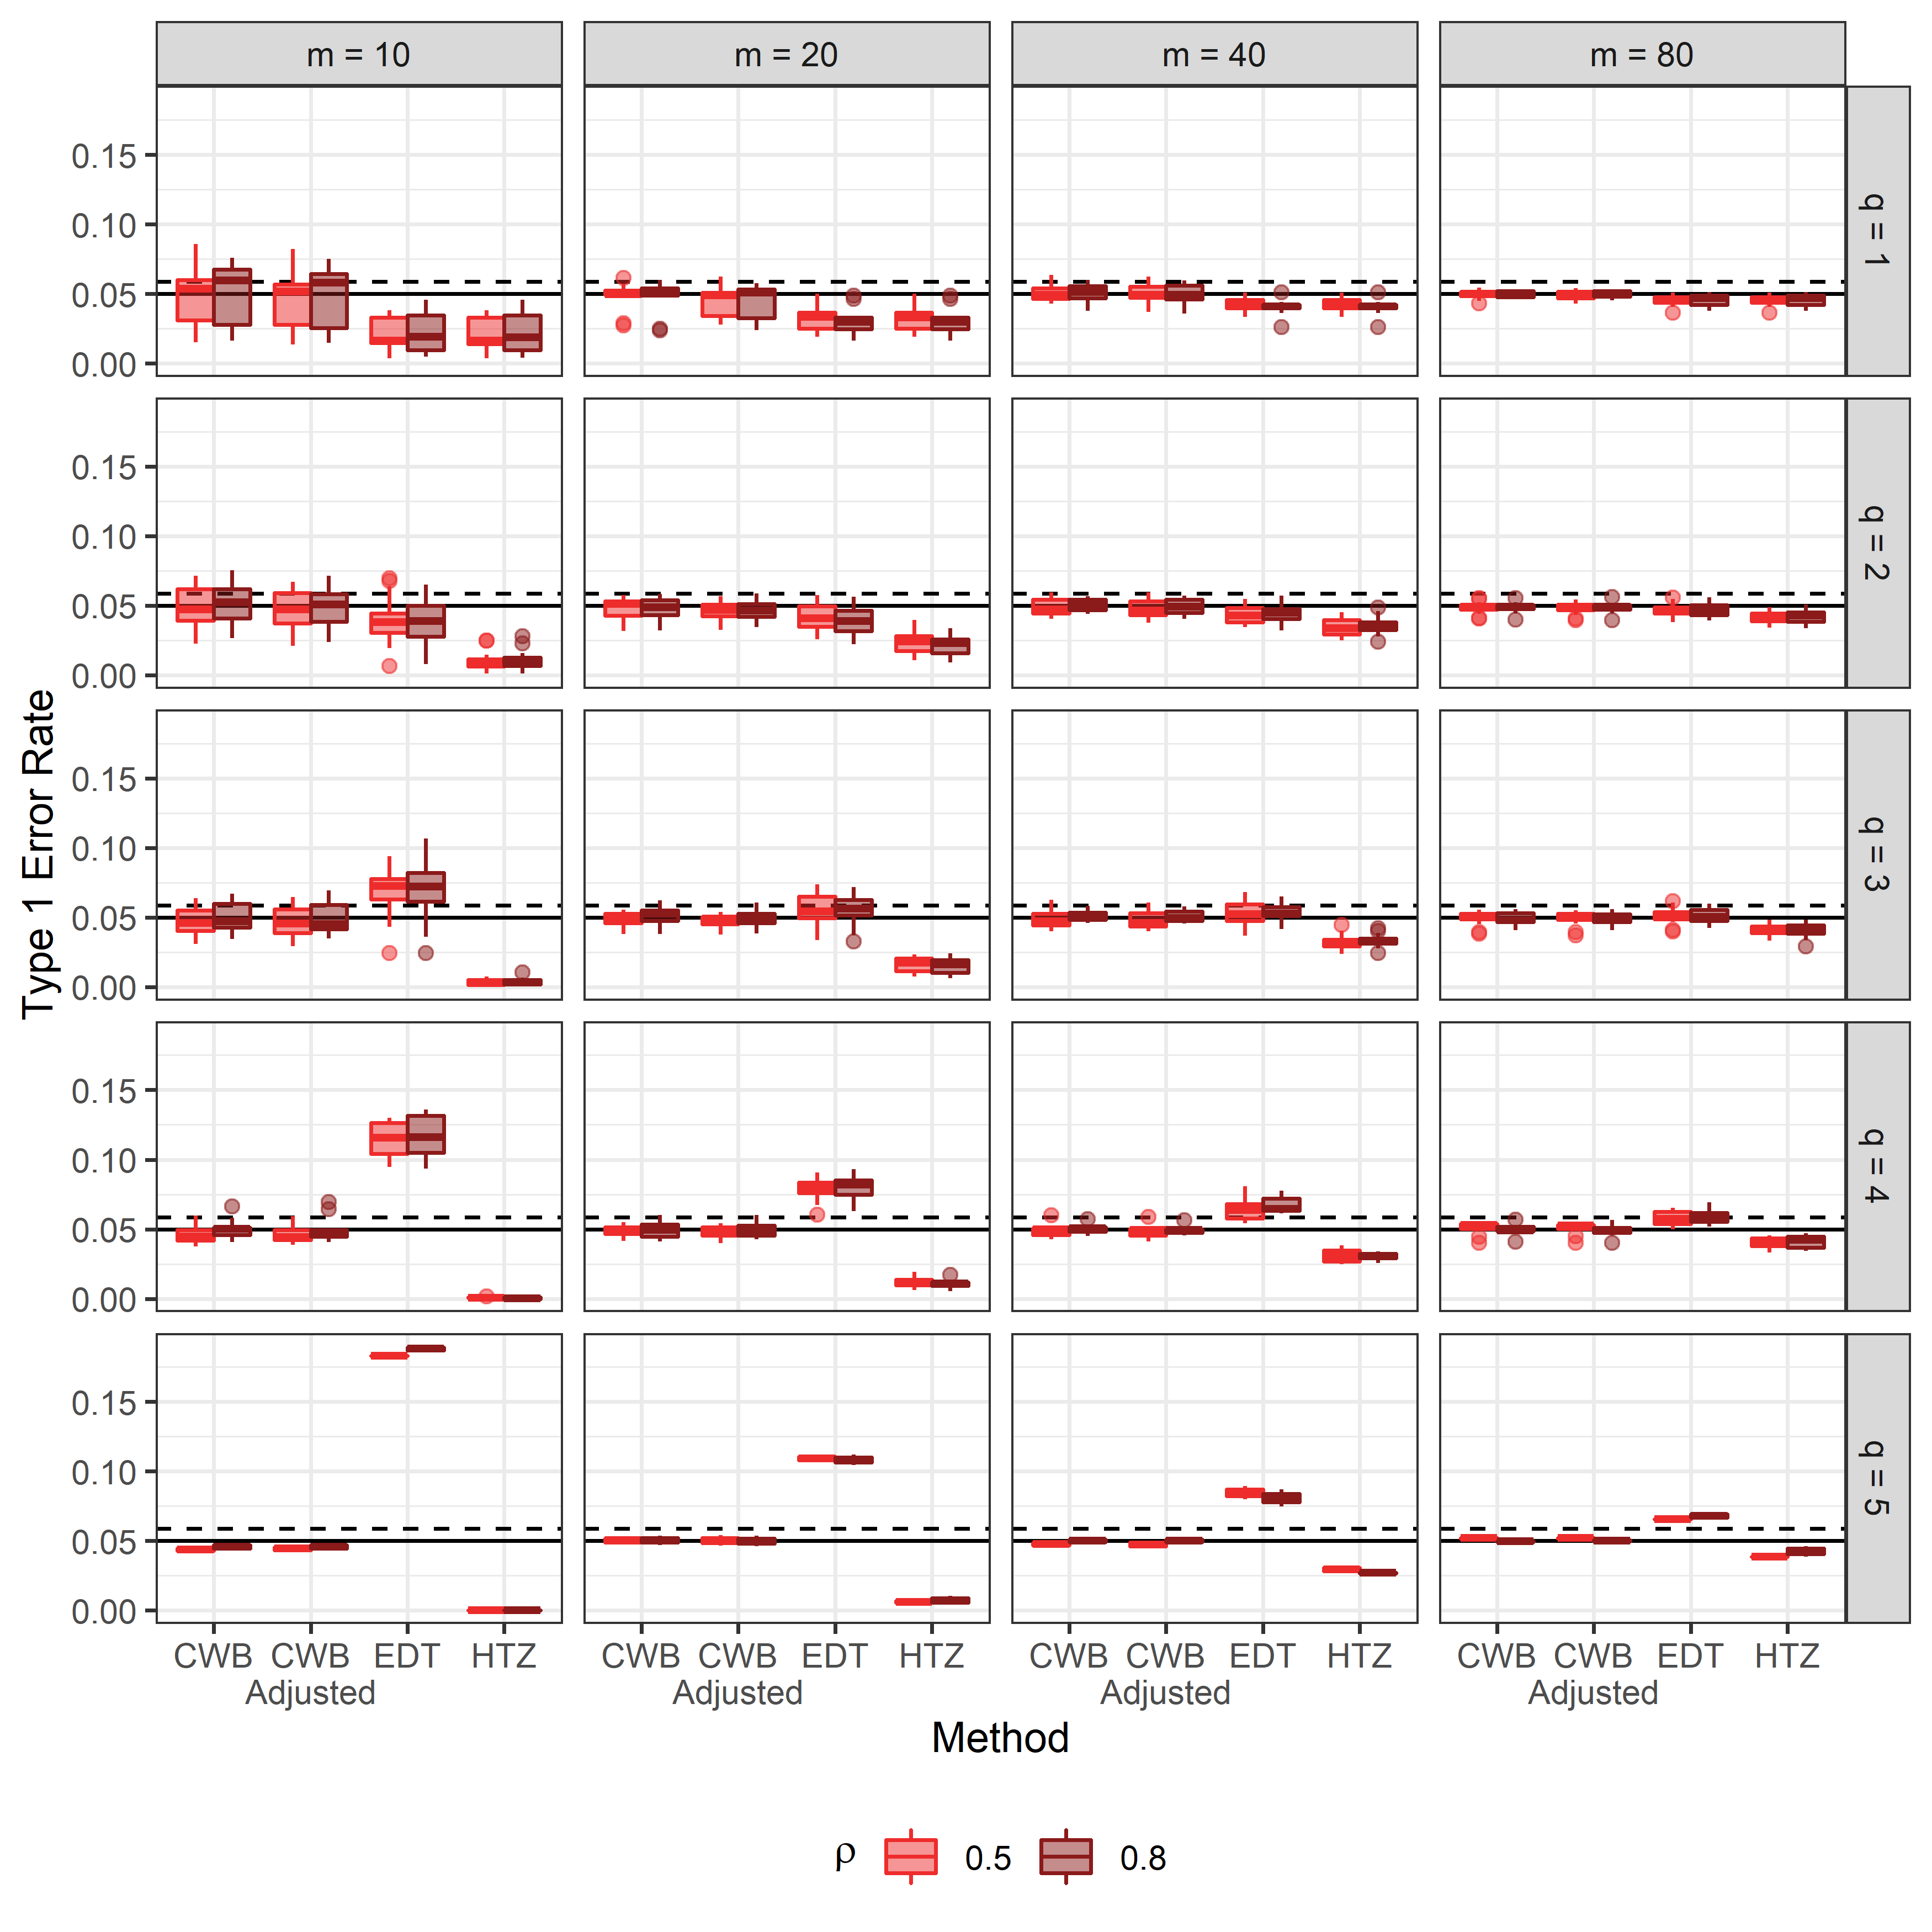 m = 10 m = 20 m = 40 m = 80
0.15
0.10
0.05
0.00
q = 1
0.15
0.10
0.05
0.00
q = 2
0.15
0.10
0.05
0.00
q = 3
0.15
0.10
0.05
0.00
q = 4
0.15
0.10
0.05
0.00
q = 5
Type 1 Error Rate
CWB CWB EDT HTZ CWB CWB EDT HTZ CWB CWB EDT HTZ CWB CWB EDT HTZ
Adjusted Adjusted Adjusted Adjusted
Method
ρ 0.5 0.8